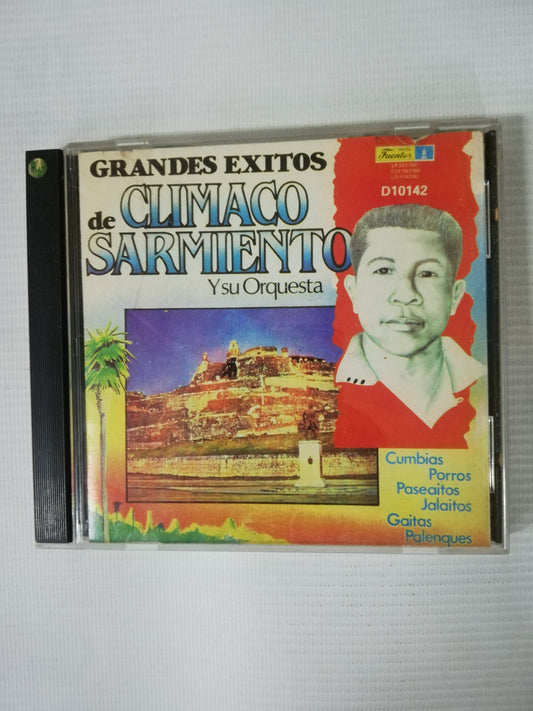 GRANDES EXITOS
de CLIMACO
SARMIENTO
Y su Orquesta
Fuentes
D10142
Cumbias
Porros
Paseaitos
Jalaitos
Gaitas
Palenques